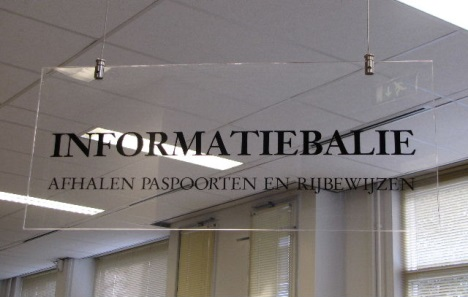 INFORMATIEBALIE
AFHALEN PASPOORTEN EN RIJBEWIJZEN